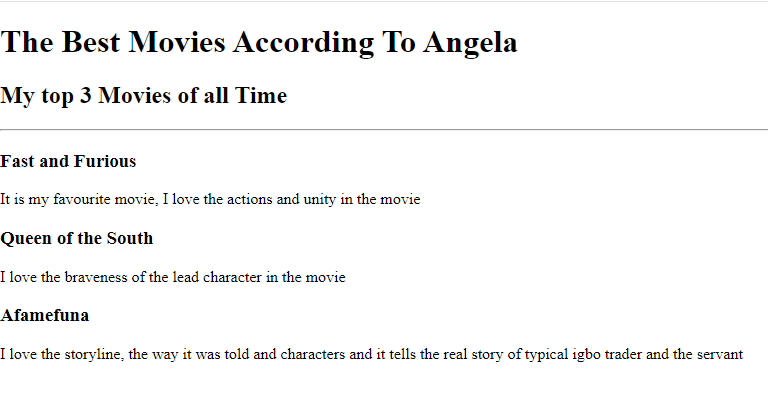 The Best Movies According To Angela
My top 3 Movies of all Time
Fast and Furious
It is my favourite movie, I love the actions and unity in the movie
Queen of the South
I love the braveness of the lead character in the movie
Afamefuna
I love the storyline, the way it was told and characters and it tells the real story of typical igbo trader and the servant